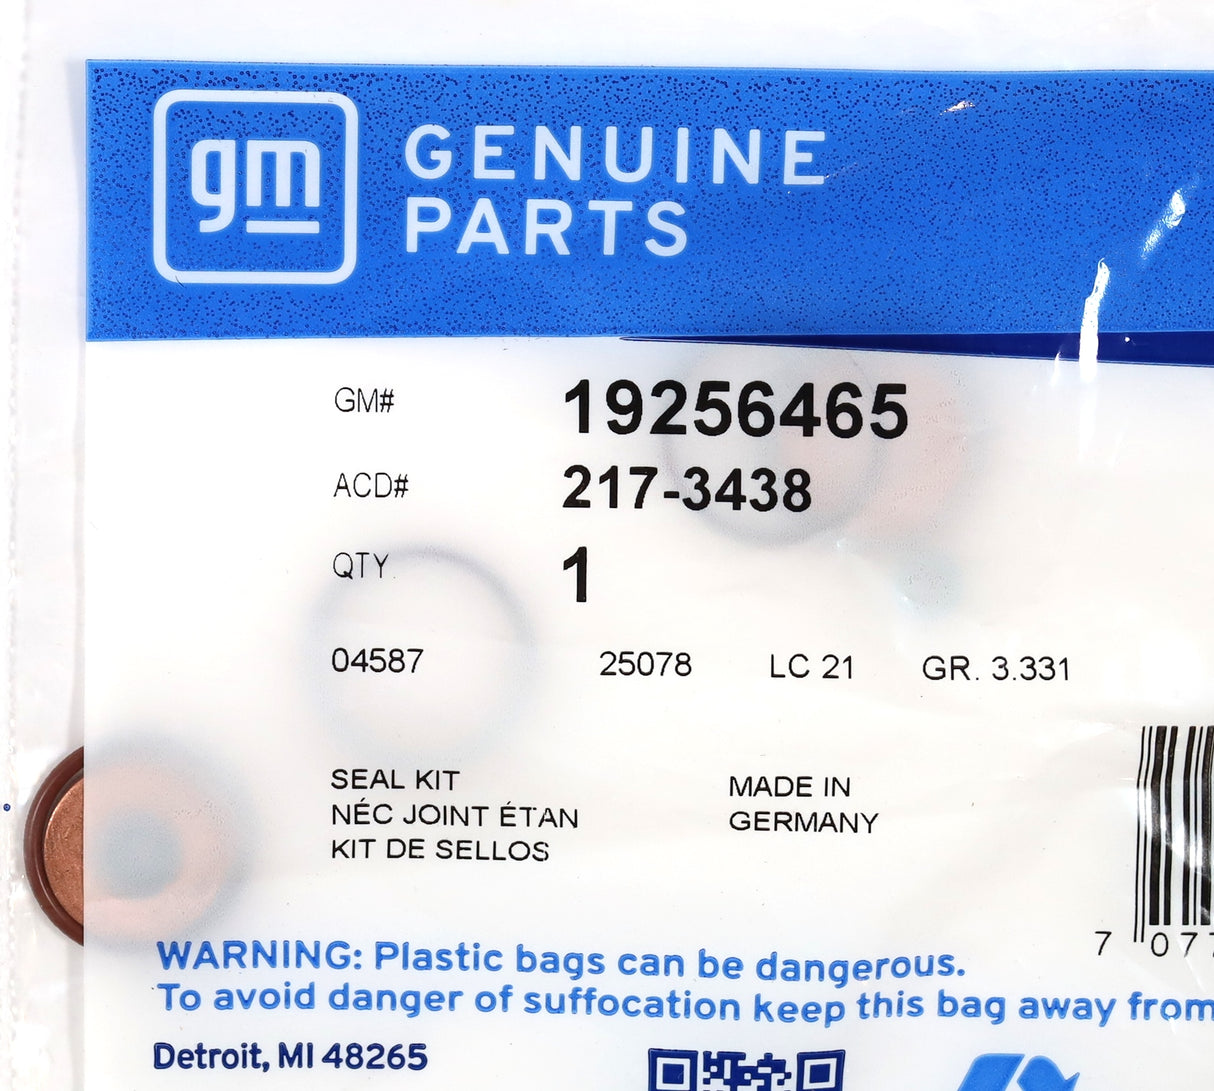 gm
GENUINE
PARTS
GM# 19256465
ACD# 217-3438
QTY. 1
04587 25078 LC 21 GR. 3.331
SEAL KIT
NÉC JOINT ÉTAN
KIT DE SELLOS
MADE IN
GERMANY
7 077
WARNING: Plastic bags can be dangerous.
To avoid danger of suffocation keep this bag away from
Detroit, MI 48265